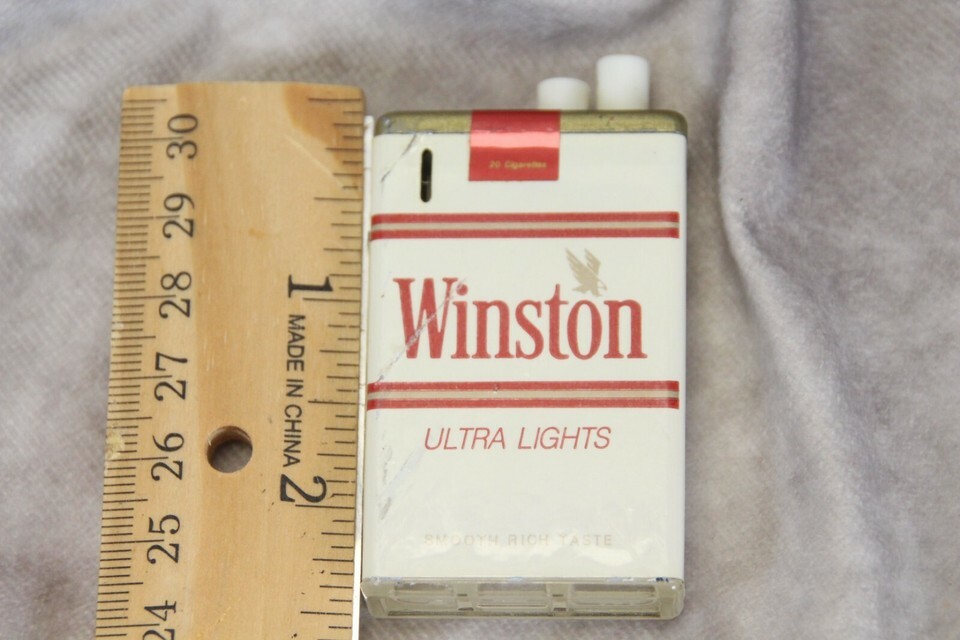 30
29
28
27
26
25
24
1
MADE IN CHINA
2
20 Cigarettes
Winston
ULTRA LIGHTS
SMOOTH RICH TASTE